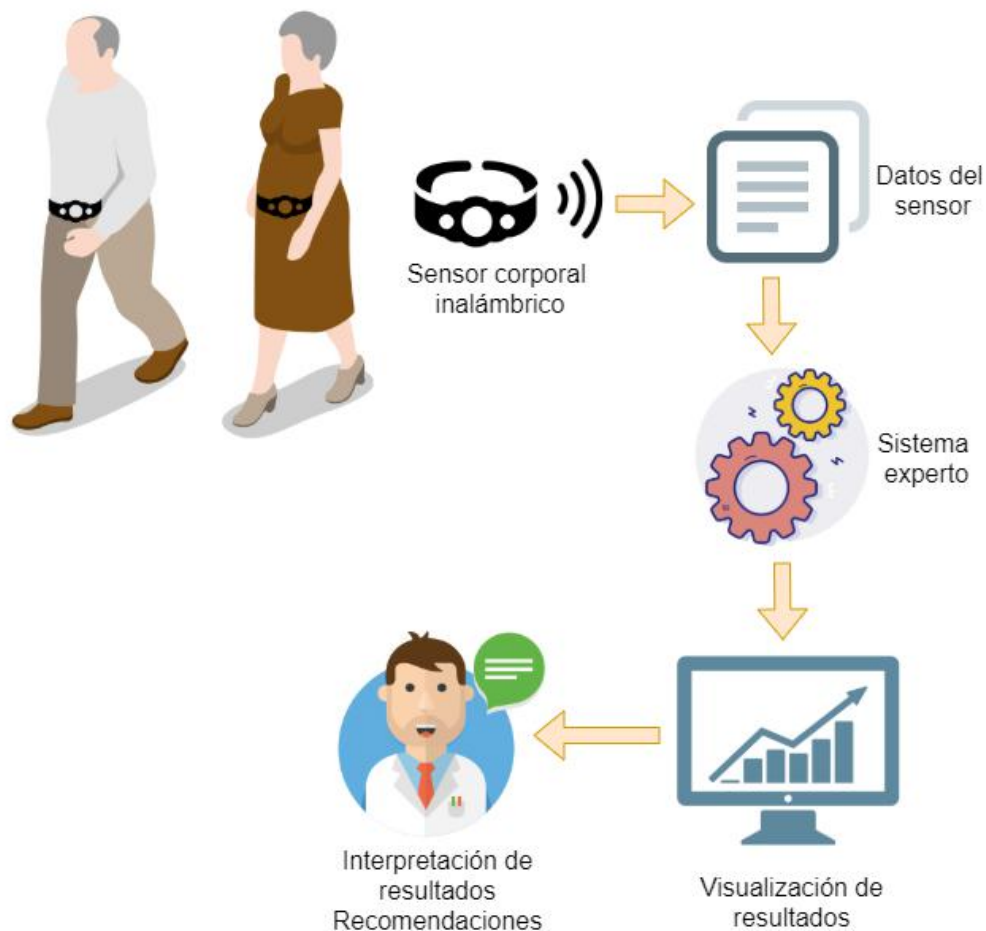 Sensor corporal
inalámbrico
Datos del
sensor
Sistema
experto
Visualización de
resultados
Interpretación de
resultados
Recomendaciones